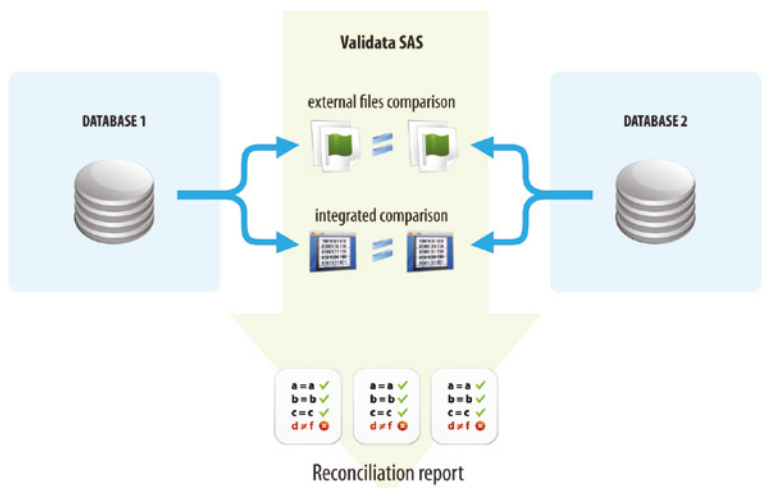 Validata SAS
external files comparison
DATABASE 1
DATABASE 2
integrated comparison
a = a ✓ a = a ✓ a = a ✓
b = b ✓ b = b ✓ b = b ✓
c = c ✓ c = c ✓ c = c ✓
d ≠ f d ≠ f d ≠ f
Reconciliation report